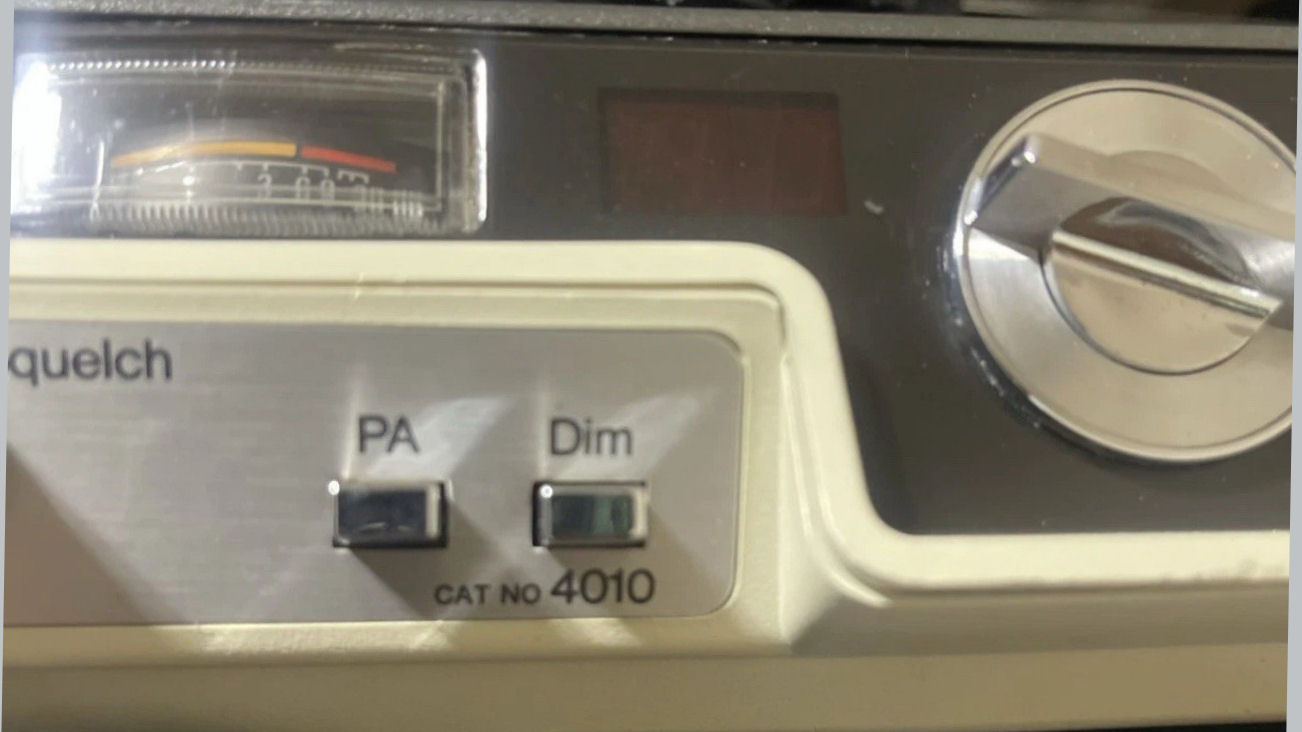 quelch
PA
Dim
CAT NO 4010